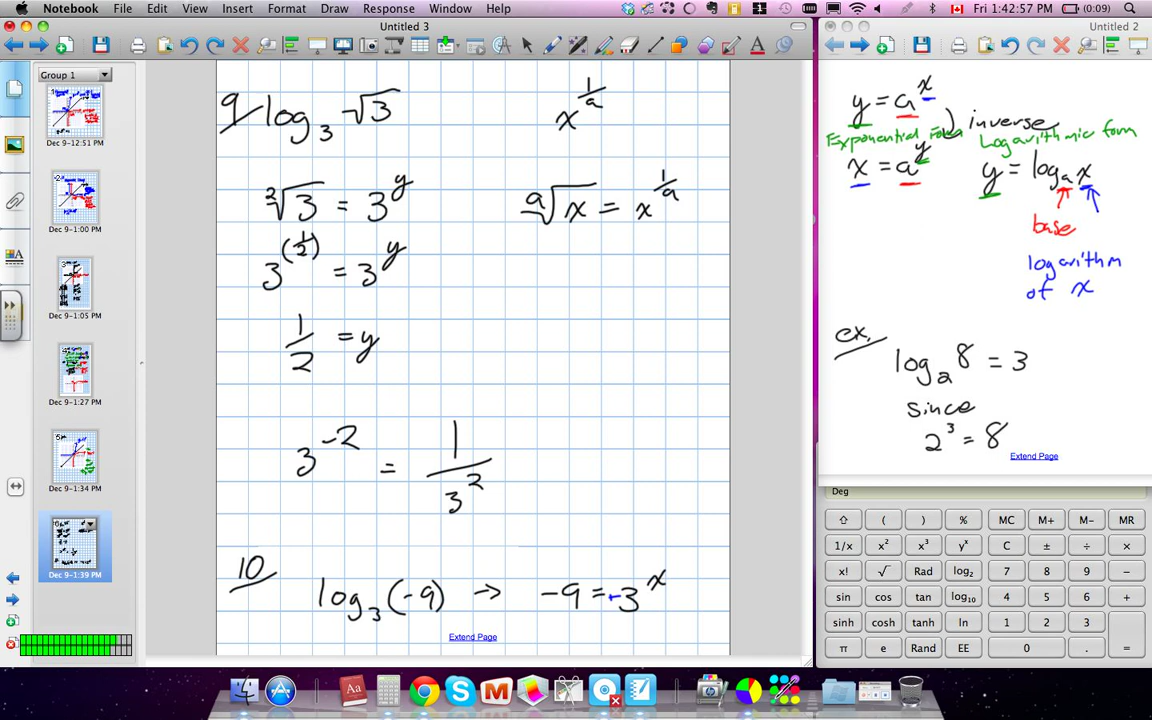 Notebook File Edit View Insert Format Draw Response Window Help Fri 1:42:57 PM (0:09)
Untitled 3
Group 1
Dec 9-12:51 PM
Dec 9-1:00 PM
Dec 9-1:05 PM
Dec 9-1:27 PM
Dec 9-1:34 PM
Dec 9-1:39 PM
9/ log₃ √3
x^(1/a)
²√3 = 3^y
ᵃ√x = x^(1/a)
3^(1/2) = 3^y
1/2 = y
3^-2 = 1/3^2
10 log₃(-9) → -9 = -3^x
Extend Page
Untitled 2
y = a^x
) inverse
Exponential Form
Logarithmic form
x = a^y
y = logₐx
base
logarithm
of x
ex.
log₂8 = 3
since
2³ = 8
Extend Page
Deg
( ) % MC M+ M- MR
1/x x² x³ yˣ C ± ÷ ×
x! √ Rad log₂ 7 8 9 −
sin cos tan log₁₀ 4 5 6 +
sinh cosh tanh ln 1 2 3
π e Rand EE 0 . =